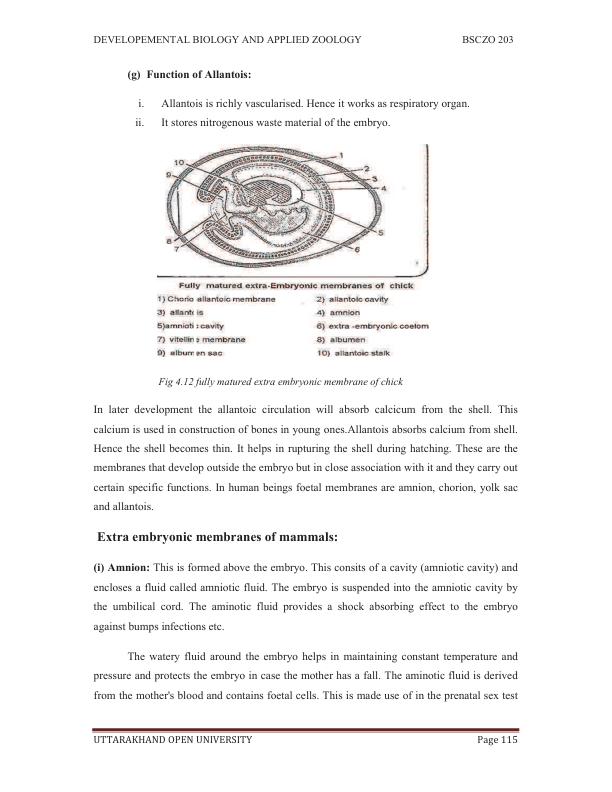 DEVELOPEMENTAL BIOLOGY AND APPLIED ZOOLOGY BSCZO 203
(g) Function of Allantois:
i. Allantois is richly vascularised. Hence it works as respiratory organ.
ii. It stores nitrogenous waste material of the embryo.
1
10
2
9
3
4
5
8
7
6
Fully matured extra-Embryonic membranes of chick
1) Chorio allantoic membrane 2) allantoic cavity
3) allant is 4) amnion
5)amnioti cavity 6) extra -embryonic coelom
7) vitellin e membrane 8) albumen
9) album en sac 10) allantoic stalk
Fig 4.12 fully matured extra embryonic membrane of chick
In later development the allantoic circulation will absorb calcicum from the shell. This
calcium is used in construction of bones in young ones.Allantois absorbs calcium from shell.
Hence the shell becomes thin. It helps in rupturing the shell during hatching. These are the
membranes that develop outside the embryo but in close association with it and they carry out
certain specific functions. In human beings foetal membranes are amnion, chorion, yolk sac
and allantois.
Extra embryonic membranes of mammals:
(i) Amnion: This is formed above the embryo. This consits of a cavity (amniotic cavity) and
encloses a fluid called amniotic fluid. The embryo is suspended into the amniotic cavity by
the umbilical cord. The aminotic fluid provides a shock absorbing effect to the embryo
against bumps infections etc.
The watery fluid around the embryo helps in maintaining constant temperature and
pressure and protects the embryo in case the mother has a fall. The aminotic fluid is derived
from the mother's blood and contains foetal cells. This is made use of in the prenatal sex test
UTTARAKHAND OPEN UNIVERSITY Page 115